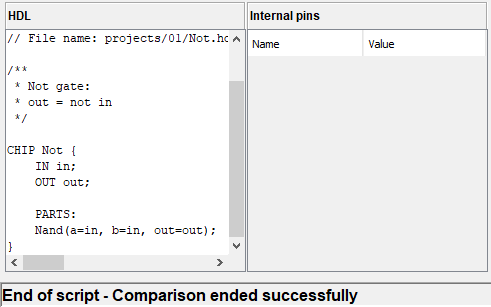 HDL
Internal pins
// File name: projects/01/Not.hd
/**
* Not gate:
* out = not in
*/
CHIP Not {
IN in;
OUT out;
PARTS:
Nand(a=in, b=in, out=out);
}
Name Value
End of script - Comparison ended successfully